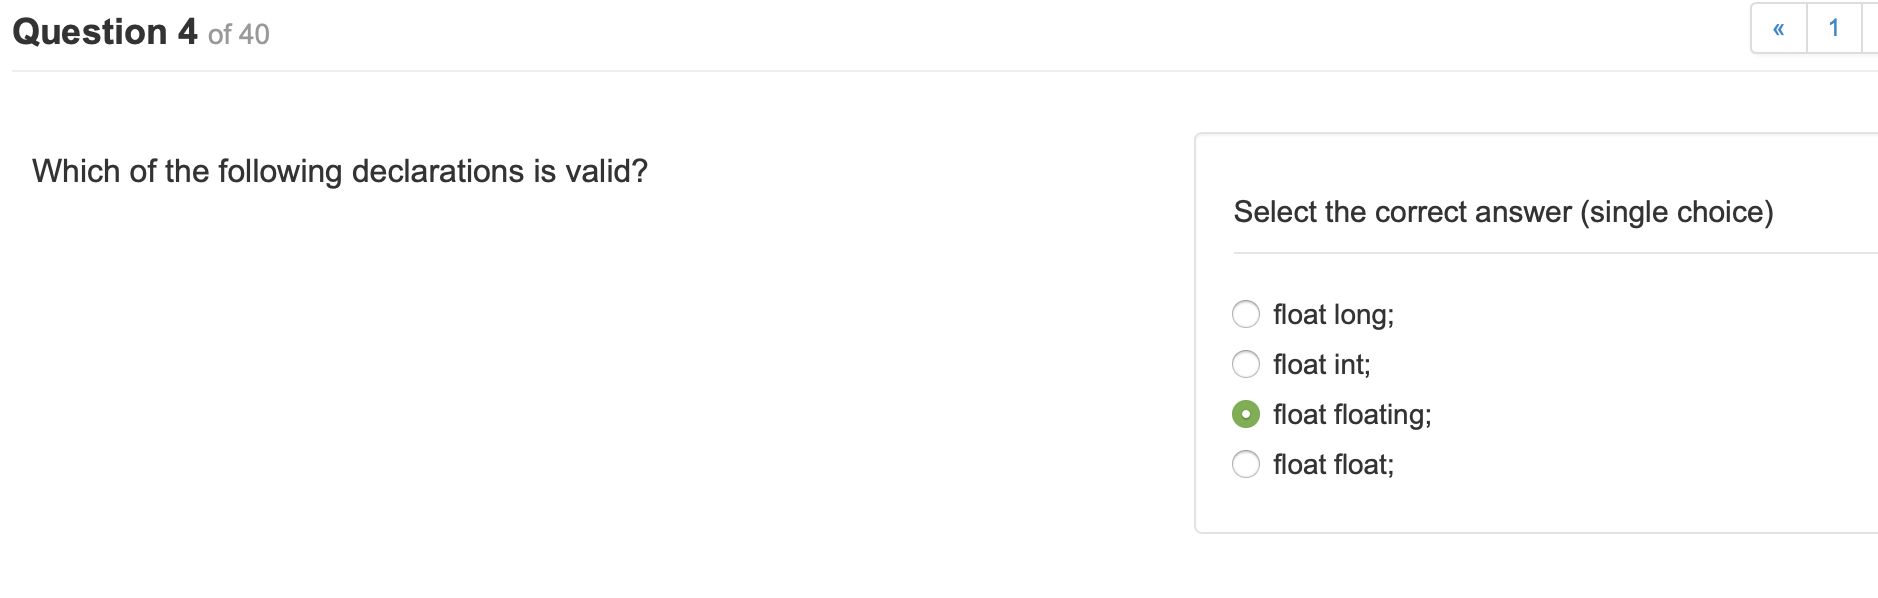 Question 4 of 40
« 1
Which of the following declarations is valid?
Select the correct answer (single choice)
float long;
float int;
float floating;
float float;